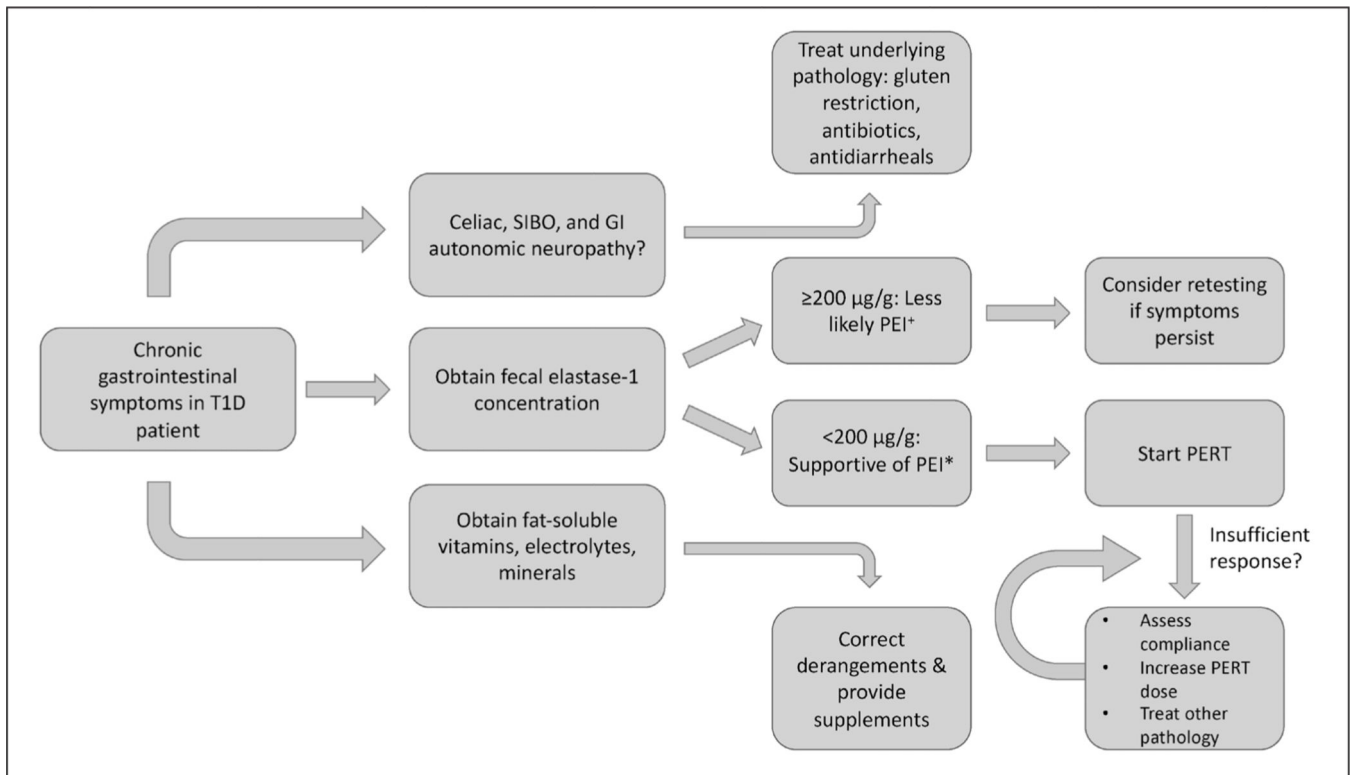 Chronic
gastrointestinal
symptoms in T1D
patient
Celiac, SIBO, and GI
autonomic neuropathy?
Treat underlying
pathology: gluten
restriction,
antibiotics,
antidiarrheals
Obtain fecal elastase-1
concentration
≥200 µg/g: Less
likely PEI⁺
Consider retesting
if symptoms
persist
<200 µg/g:
Supportive of PEI*
Start PERT
Insufficient
response?
• Assess
compliance
• Increase PERT
dose
• Treat other
pathology
Obtain fat-soluble
vitamins, electrolytes,
minerals
Correct
derangements &
provide
supplements